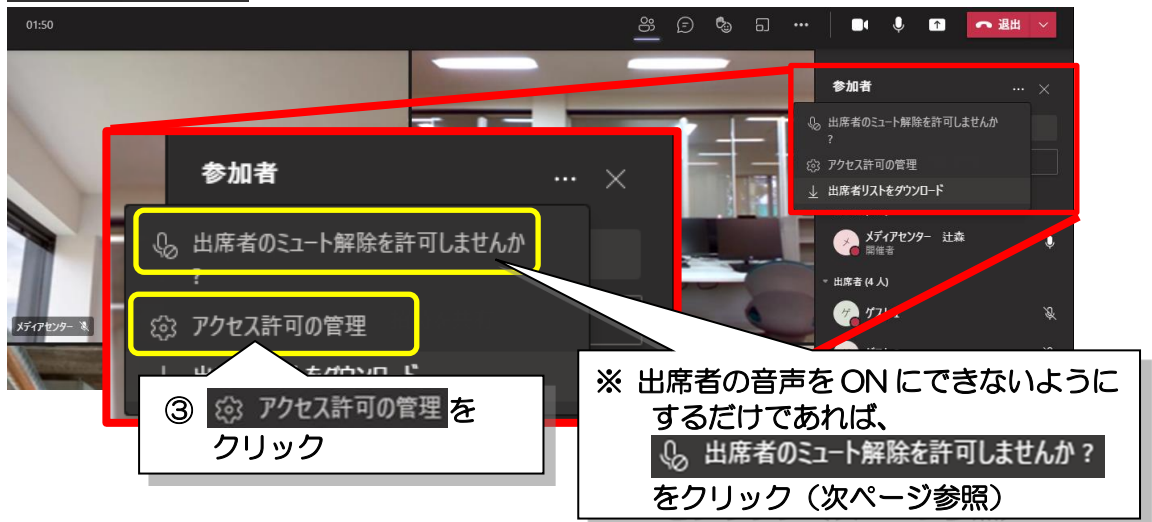 01:50
退出
参加者
出席者のミュート解除を許可しませんか
?
アクセス許可の管理
出席者リストをダウンロード
メディアセンター 辻森
開催者
出席者 (4 人)
ゲ
メディアセンター
参加者
出席者のミュート解除を許可しませんか
?
アクセス許可の管理
③ アクセス許可の管理 を
クリック
※ 出席者の音声を ON にできないように
するだけであれば、
出席者のミュート解除を許可しませんか ?
をクリック（次ページ参照）